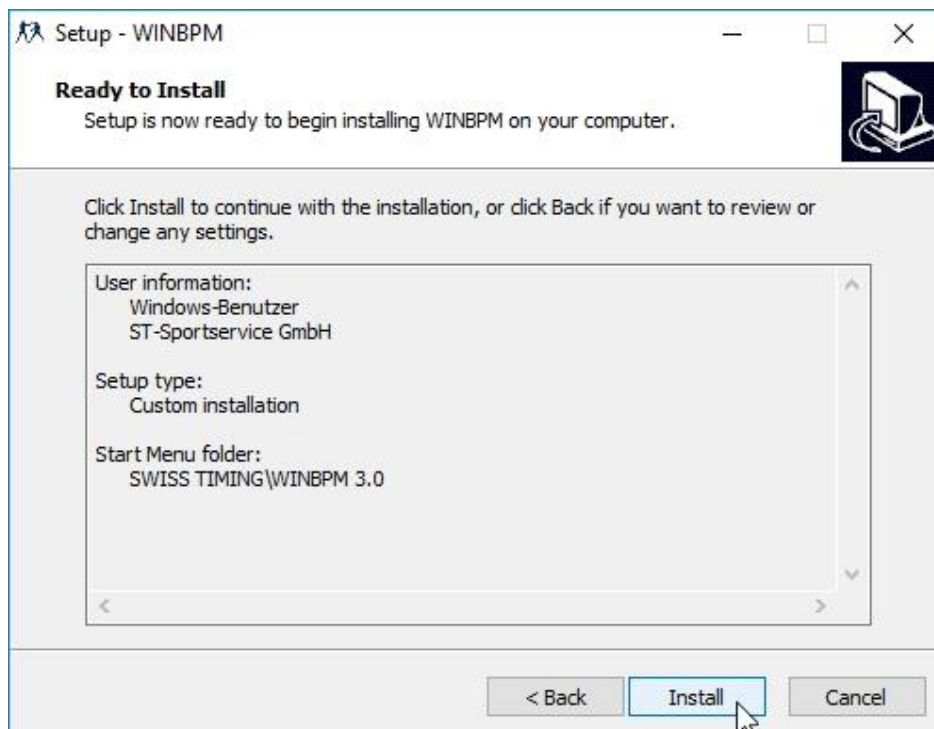 Setup - WINBPM
Ready to Install
Setup is now ready to begin installing WINBPM on your computer.
Click Install to continue with the installation, or click Back if you want to review or
change any settings.
User information:
Windows-Benutzer
ST-Sportservice GmbH
Setup type:
Custom installation
Start Menu folder:
SWISS TIMING\WINBPM 3.0
< Back Install Cancel